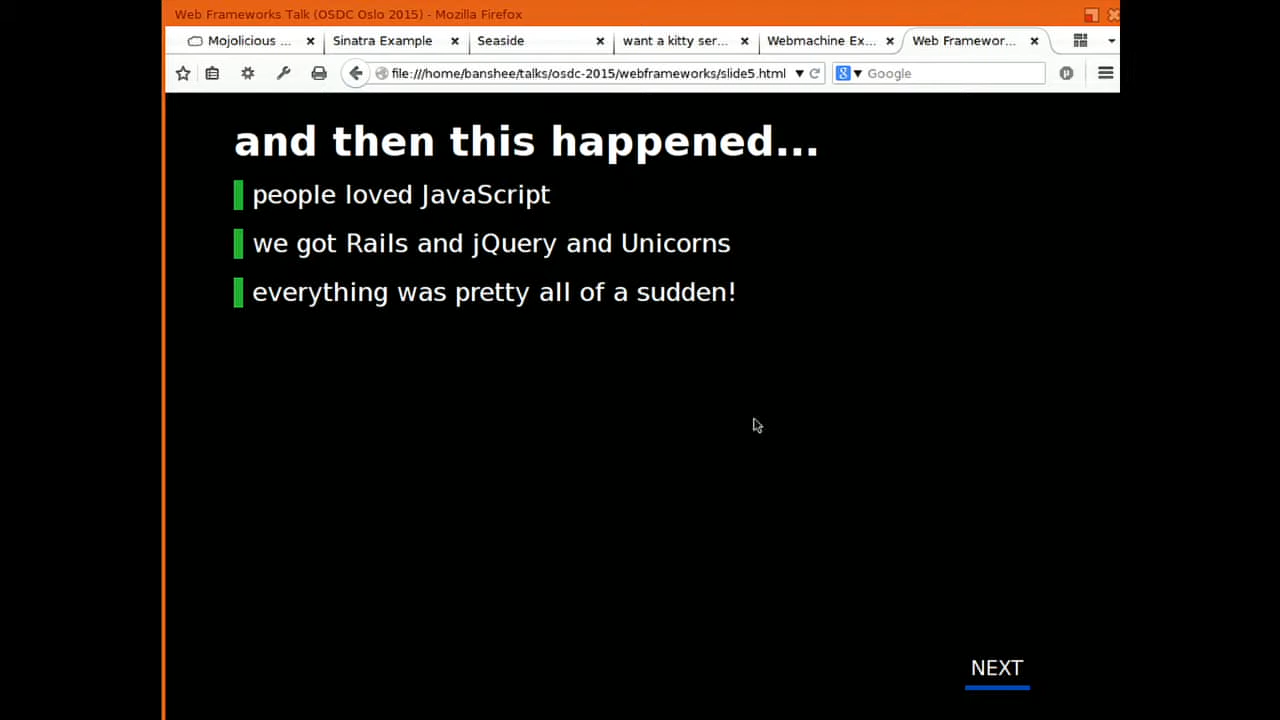 Web Frameworks Talk (OSDC Oslo 2015) - Mozilla Firefox
Mojolicious ...
Sinatra Example
Seaside
want a kitty ser...
Webmachine Ex...
Web Framewor...
file:///home/banshee/talks/osdc-2015/webframeworks/slide5.html
Google
and then this happened...
people loved JavaScript
we got Rails and jQuery and Unicorns
everything was pretty all of a sudden!
NEXT